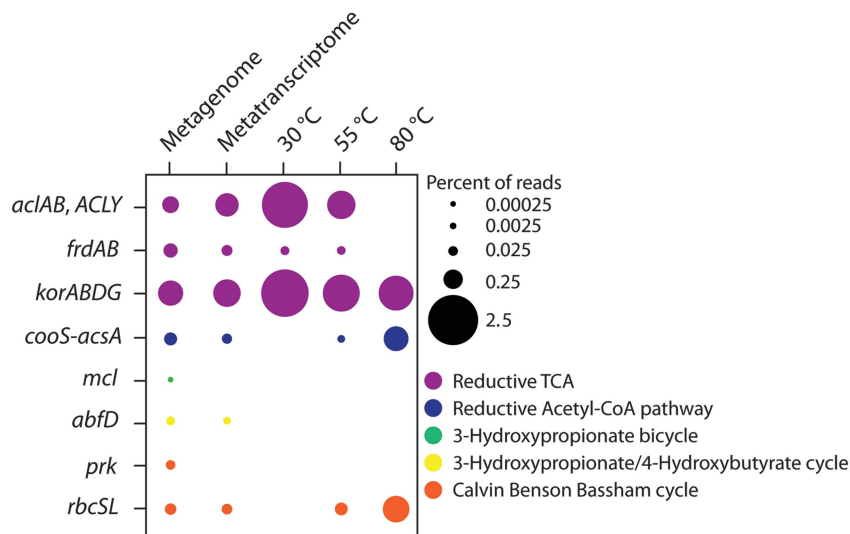 Metagenome
Metatranscriptome
30 °C
55 °C
80 °C
Percent of reads
aclAB, ACLY
0.00025
0.0025
frdAB
0.025
korABDG
0.25
2.5
cooS-acsA
mcl
Reductive TCA
Reductive Acetyl-CoA pathway
abfD
3-Hydroxypropionate bicycle
3-Hydroxypropionate/4-Hydroxybutyrate cycle
prk
Calvin Benson Bassham cycle
rbcSL